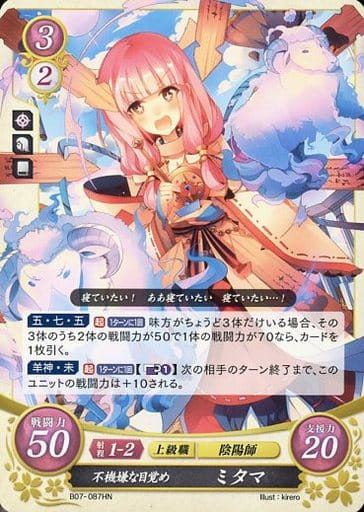 3
2
寝ていたい! ああ寝ていたい 寝ていたい…!
五・七・五 起 1ターンに1回 味方がちょうど3体だけいる場合、その
3体のうち2体の戦闘力が50で1体の戦闘力が70なら、カードを
1枚引く。
羊神・未 起 1ターンに1回 【1】 次の相手のターン終了まで、この
ユニットの戦闘力は+10される。
戦闘力
50
射程 1-2
上級職
陰陽師
支援力
20
不機嫌な目覚め ミタマ
B07-087HN
Illust:kirero